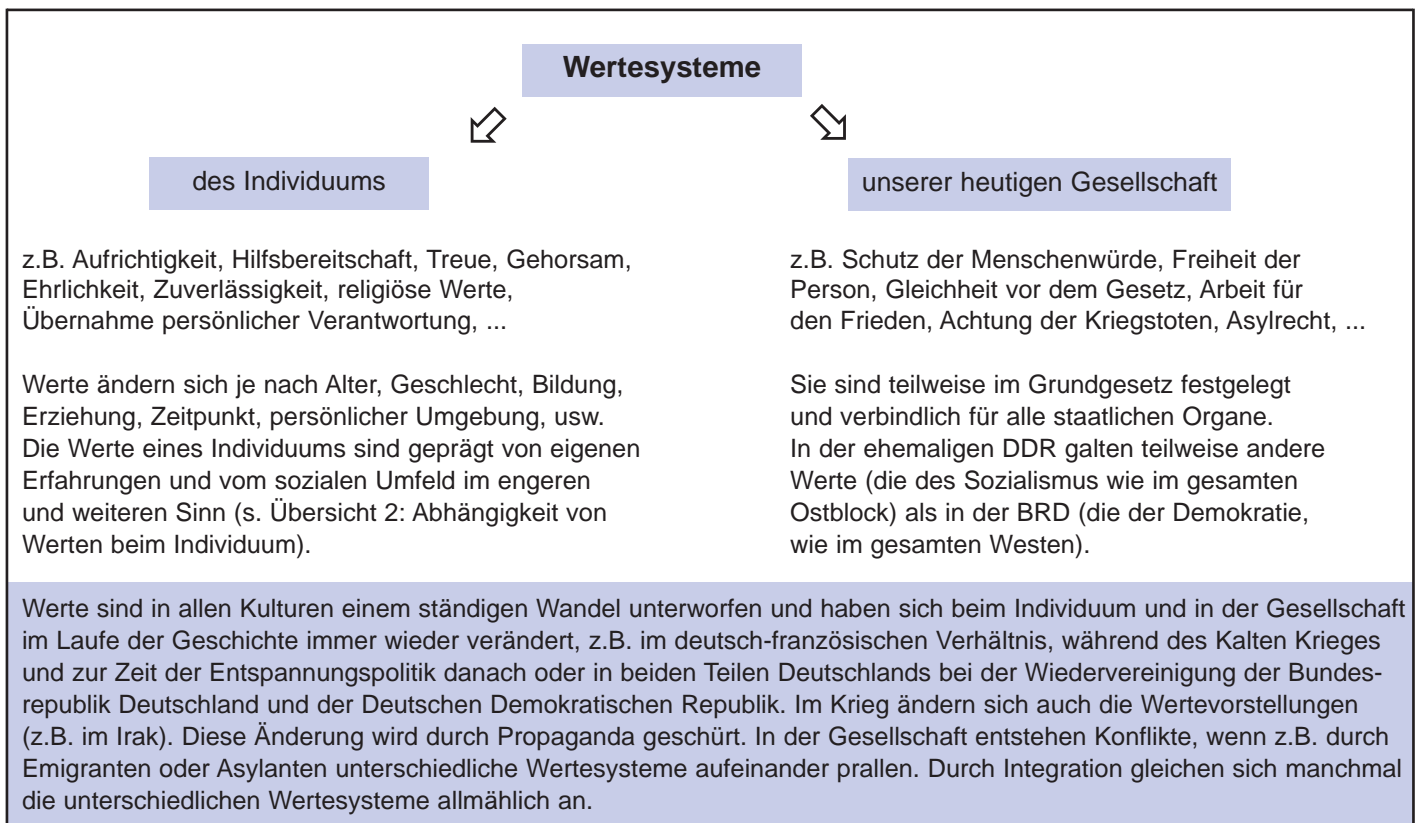 Wertesysteme
des Individuums
unserer heutigen Gesellschaft
z.B. Aufrichtigkeit, Hilfsbereitschaft, Treue, Gehorsam,
Ehrlichkeit, Zuverlässigkeit, religiöse Werte,
Übernahme persönlicher Verantwortung, ...
Werte ändern sich je nach Alter, Geschlecht, Bildung,
Erziehung, Zeitpunkt, persönlicher Umgebung, usw.
Die Werte eines Individuums sind geprägt von eigenen
Erfahrungen und vom sozialen Umfeld im engeren
und weiteren Sinn (s. Übersicht 2: Abhängigkeit von
Werten beim Individuum).
z.B. Schutz der Menschenwürde, Freiheit der
Person, Gleichheit vor dem Gesetz, Arbeit für
den Frieden, Achtung der Kriegstoten, Asylrecht, ...
Sie sind teilweise im Grundgesetz festgelegt
und verbindlich für alle staatlichen Organe.
In der ehemaligen DDR galten teilweise andere
Werte (die des Sozialismus wie im gesamten
Ostblock) als in der BRD (die der Demokratie,
wie im gesamten Westen).
Werte sind in allen Kulturen einem ständigen Wandel unterworfen und haben sich beim Individuum und in der Gesellschaft
im Laufe der Geschichte immer wieder verändert, z.B. im deutsch-französischen Verhältnis, während des Kalten Krieges
und zur Zeit der Entspannungspolitik danach oder in beiden Teilen Deutschlands bei der Wiedervereinigung der Bundes-
republik Deutschland und der Deutschen Demokratischen Republik. Im Krieg ändern sich auch die Wertevorstellungen
(z.B. im Irak). Diese Änderung wird durch Propaganda geschürt. In der Gesellschaft entstehen Konflikte, wenn z.B. durch
Emigranten oder Asylanten unterschiedliche Wertesysteme aufeinander prallen. Durch Integration gleichen sich manchmal
die unterschiedlichen Wertesysteme allmählich an.